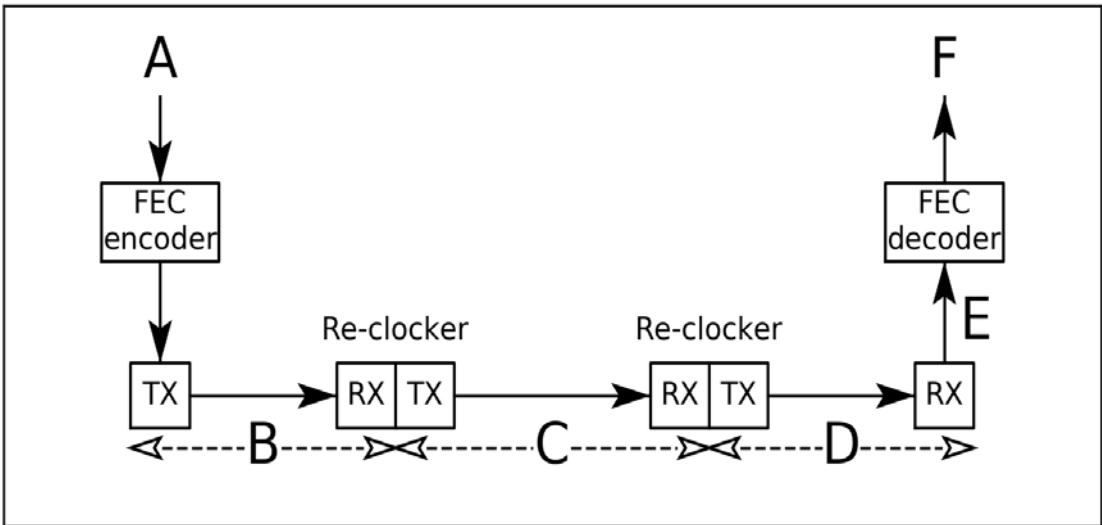 A
F
FEC
encoder
FEC
decoder
Re-clocker
Re-clocker
E
TX
RX
TX
RX
TX
RX
B
C
D